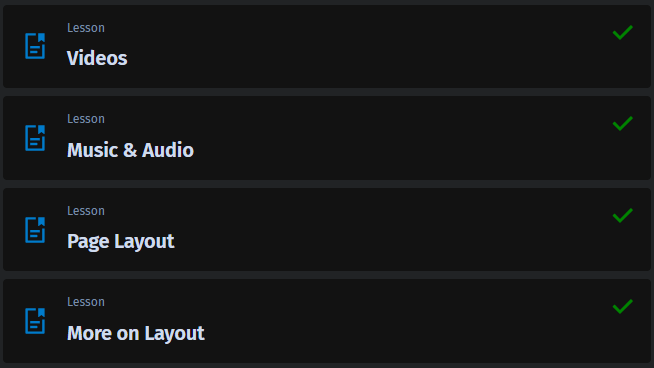 Lesson
Videos
Lesson
Music & Audio
Lesson
Page Layout
Lesson
More on Layout